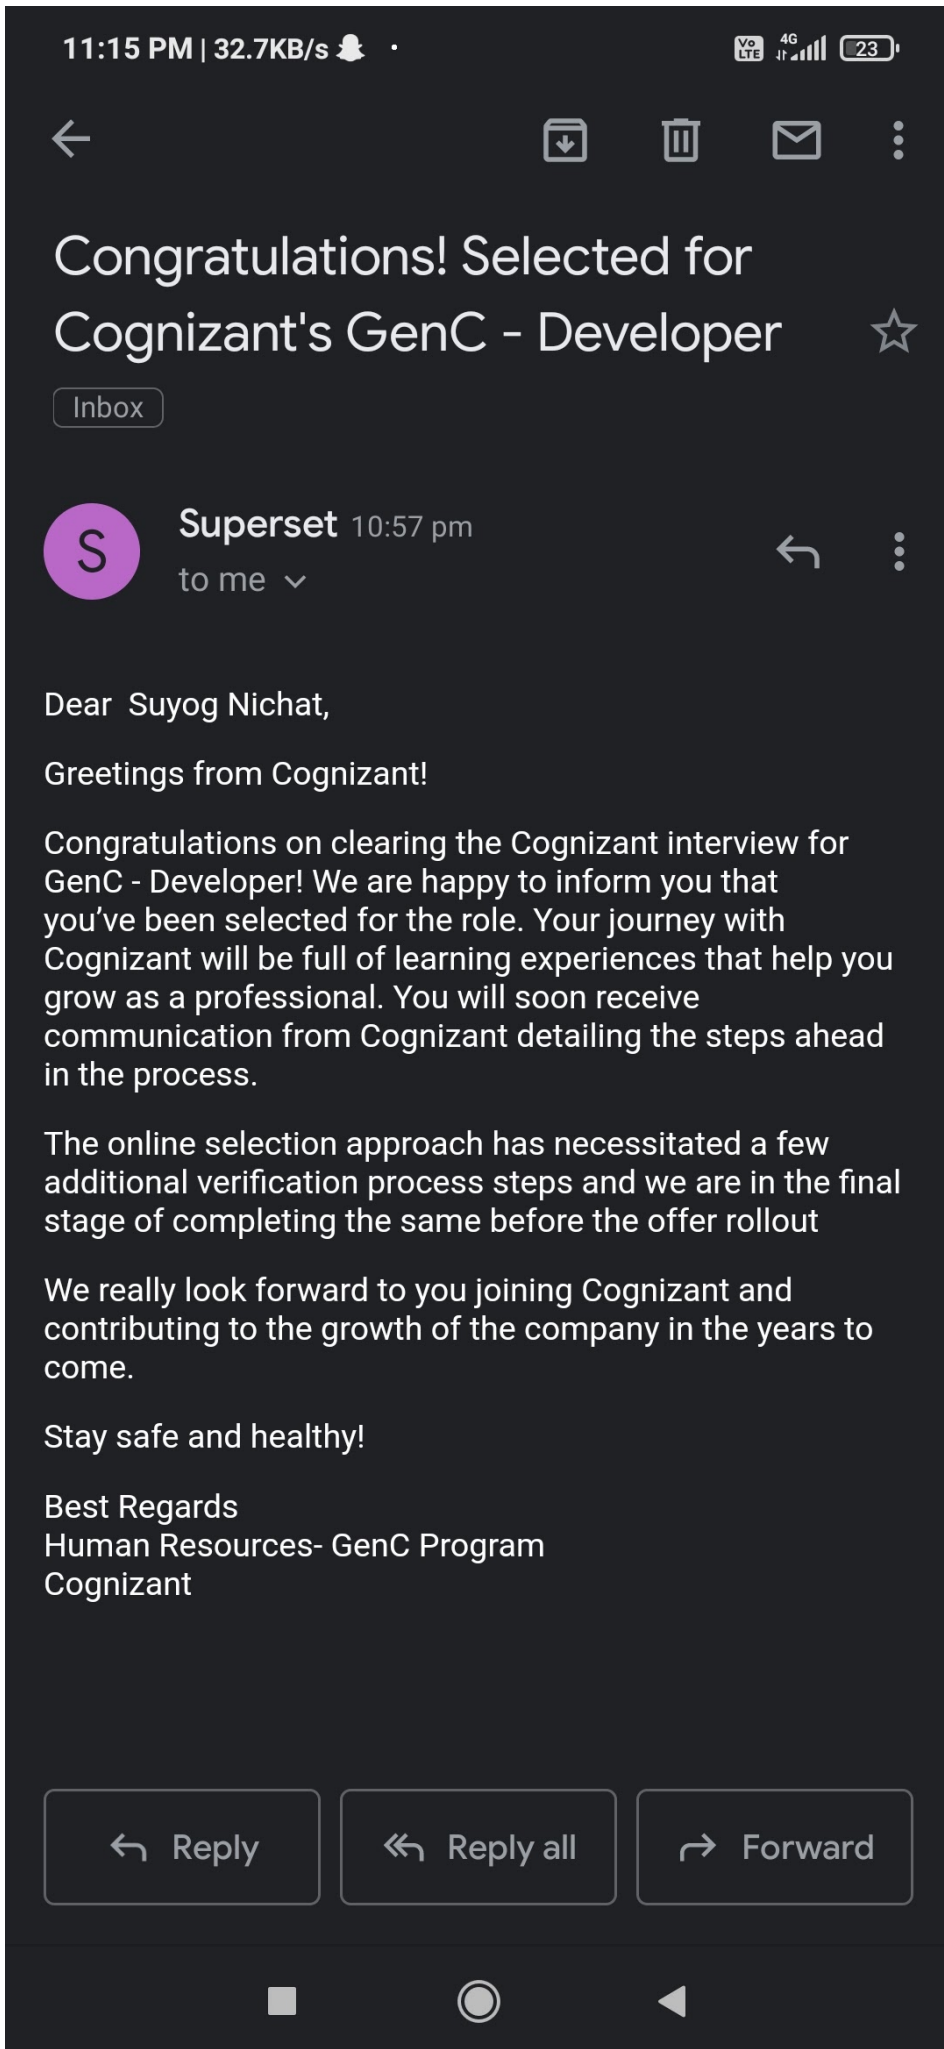 11:15 PM | 32.7KB/s
Vo LTE 4G 23
Congratulations! Selected for
Cognizant's GenC - Developer
Inbox
S
Superset 10:57 pm
to me
Dear  Suyog Nichat,
Greetings from Cognizant!
Congratulations on clearing the Cognizant interview for
GenC - Developer! We are happy to inform you that
you’ve been selected for the role. Your journey with
Cognizant will be full of learning experiences that help you
grow as a professional. You will soon receive
communication from Cognizant detailing the steps ahead
in the process.
The online selection approach has necessitated a few
additional verification process steps and we are in the final
stage of completing the same before the offer rollout
We really look forward to you joining Cognizant and
contributing to the growth of the company in the years to
come.
Stay safe and healthy!
Best Regards
Human Resources- GenC Program
Cognizant
Reply Reply all Forward